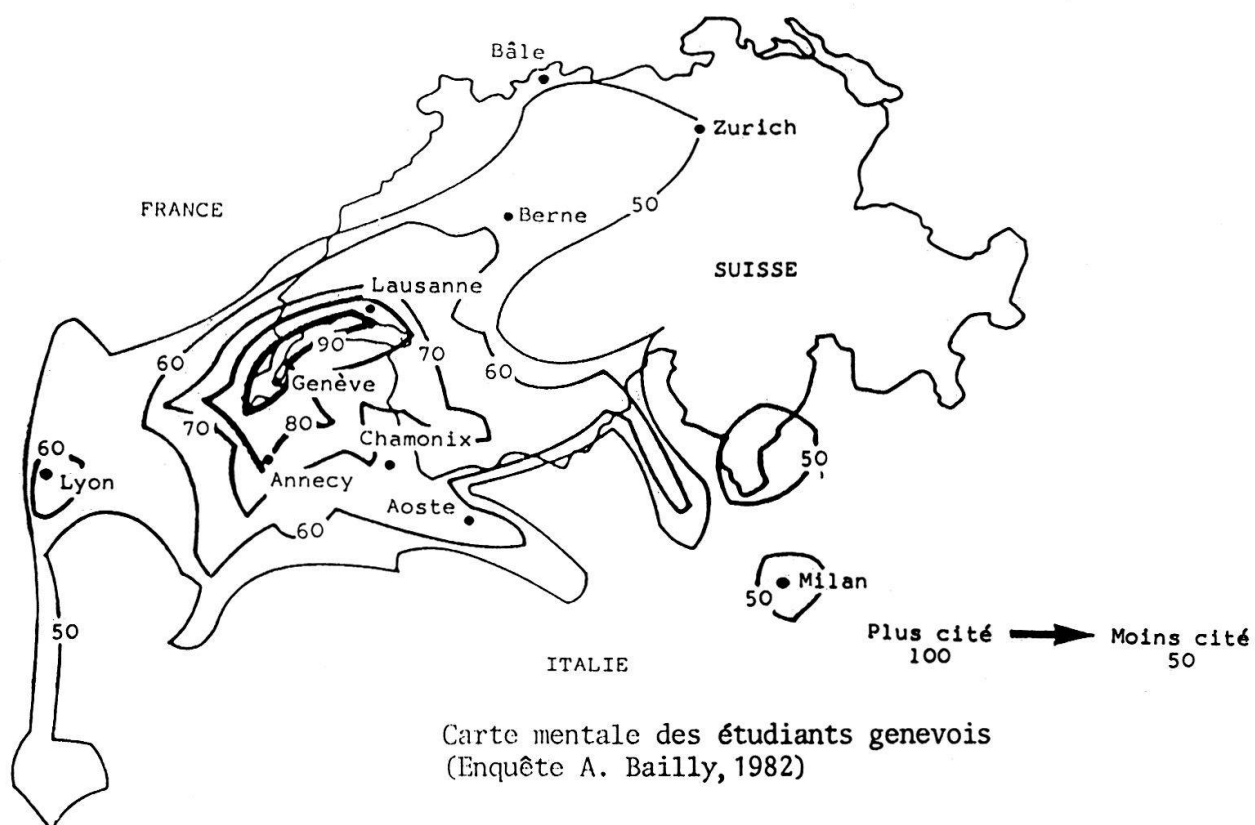 Bâle
Zurich
FRANCE
50
Berne
SUISSE
Lausanne
60
90
70
Genève
60
70
80
Chamonix
60
Lyon
Annecy
50
Aoste
60
Milan
50
50
Plus cité
100
Moins cité
50
ITALIE
Carte mentale des étudiants genevois
(Enquête A. Bailly, 1982)